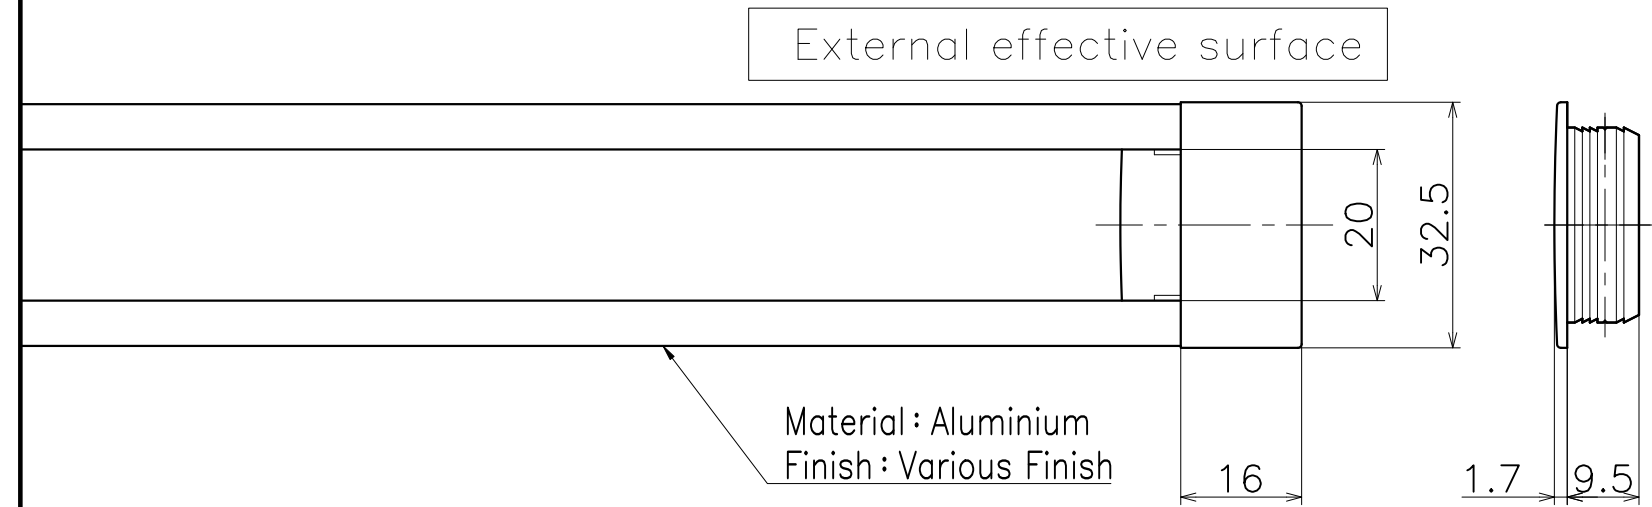 External effective surface
20
32.5
Material : Aluminium
Finish : Various Finish
16
1.7
9.5